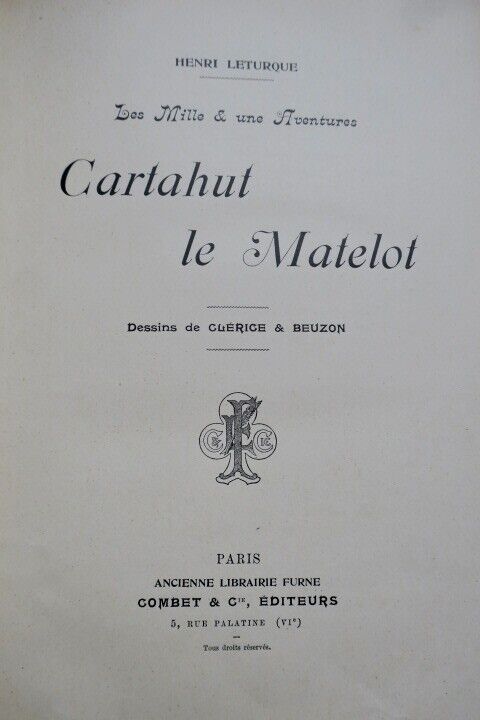 HENRI LETURQUE
Les Mille & une Aventures
Cartahut
le Matelot
Dessins de CLÉRICE & BEUZON
PARIS
ANCIENNE LIBRAIRIE FURNE
COMBET & Cⁱᴱ, ÉDITEURS
5, RUE PALATINE (VIᵉ)
Tous droits réservés.